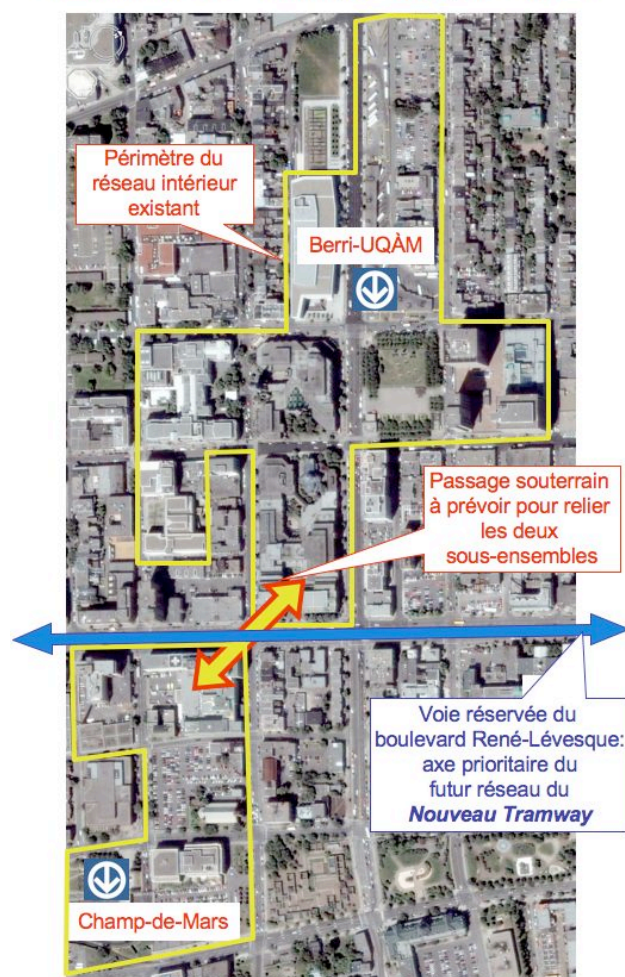 Périmètre du
réseau intérieur
existant
Berri-UQÀM
Passage souterrain
à prévoir pour relier
les deux
sous-ensembles
Voie réservée du
boulevard René-Lévesque:
axe prioritaire du
futur réseau du
Nouveau Tramway
Champ-de-Mars